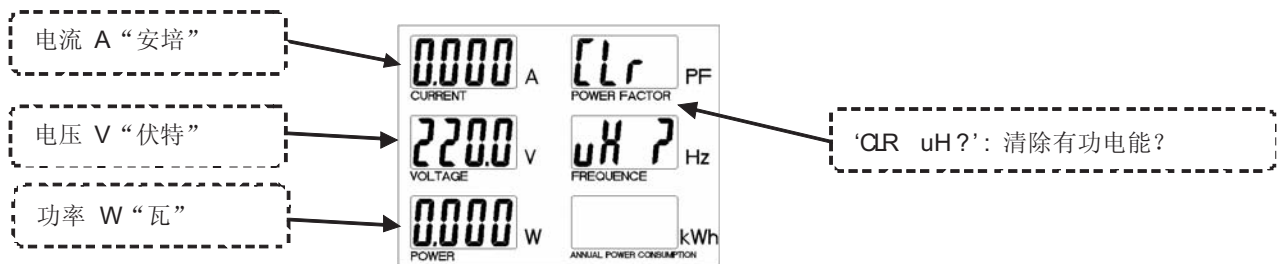 电流 A“安培”
电压 V“伏特”
功率 W“瓦”
0.000 A
CURRENT
220.0 V
VOLTAGE
0.000 W
POWER
CLr PF
POWER FACTOR
uH ? Hz
FREQUENCE
kWh
ANNUAL POWER CONSUMPTION
‘CLR uH？’: 清除有功电能？